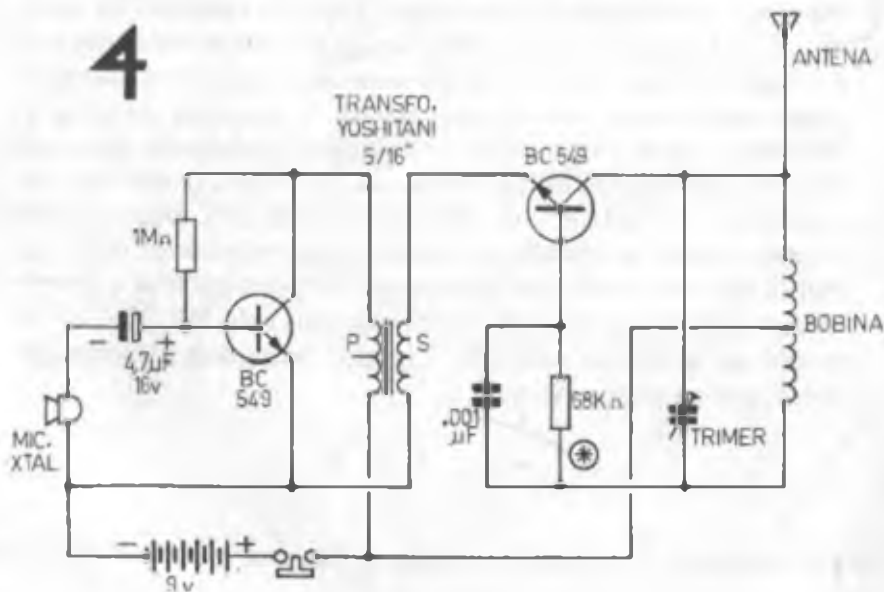 4
ANTENA
TRANSFO.
YOSHITANI
5/16"
BC 549
1MΩ
BOBINA
- +
4,7µF
16v
BC
549
P S
68KΩ
.001
µF
TRIMER
MIC.
XTAL
*
- +
9v